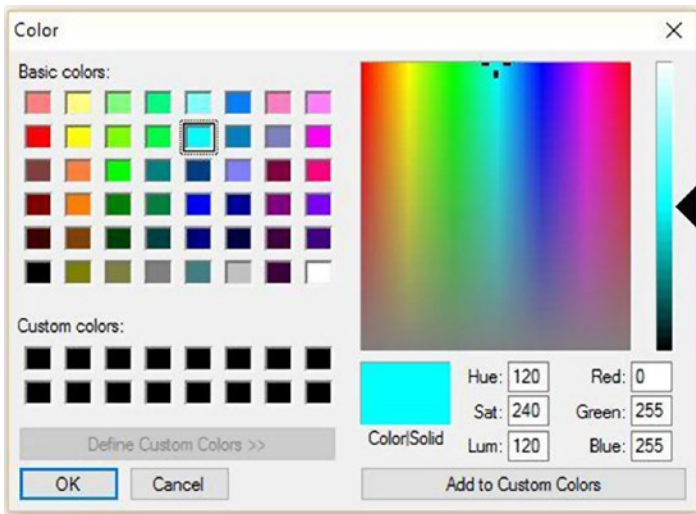 Color
Basic colors:
Custom colors:
Define Custom Colors >>
OK Cancel
Color|Solid
Hue: 120 Red: 0
Sat: 240 Green: 255
Lum: 120 Blue: 255
Add to Custom Colors